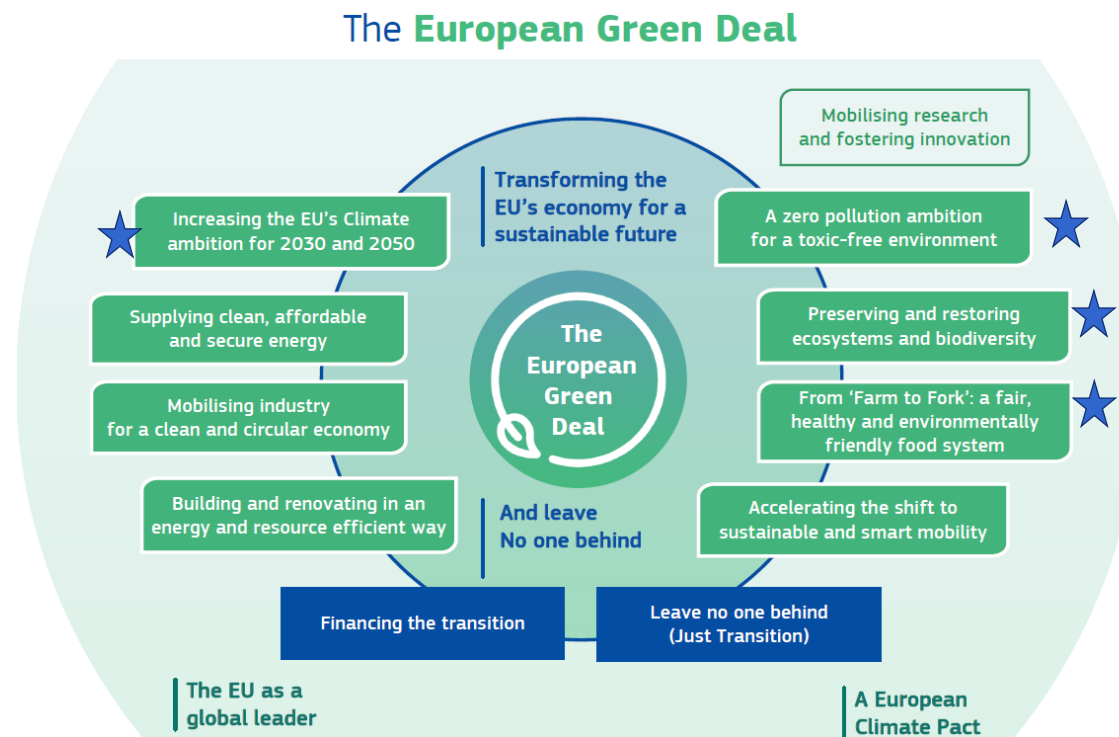 The European Green Deal
Mobilising research
and fostering innovation
Transforming the
EU's economy for a
sustainable future
Increasing the EU's Climate
ambition for 2030 and 2050
A zero pollution ambition
for a toxic-free environment
Supplying clean, affordable
and secure energy
The
European
Green
Deal
Preserving and restoring
ecosystems and biodiversity
Mobilising industry
for a clean and circular economy
From ‘Farm to Fork’: a fair,
healthy and environmentally
friendly food system
Building and renovating in an
energy and resource efficient way
And leave
No one behind
Accelerating the shift to
sustainable and smart mobility
Financing the transition
Leave no one behind
(Just Transition)
The EU as a
global leader
A European
Climate Pact